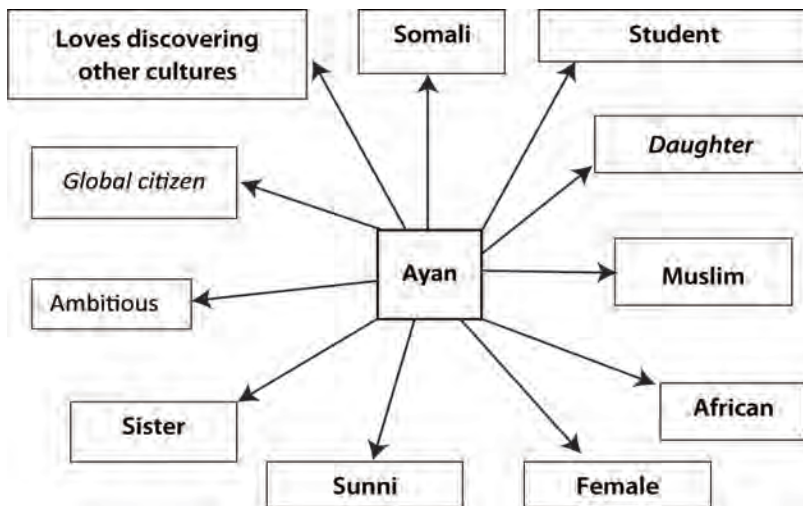 Loves discovering
other cultures
Somali
Student
Global citizen
Daughter
Ayan
Muslim
Ambitious
African
Sister
Sunni
Female